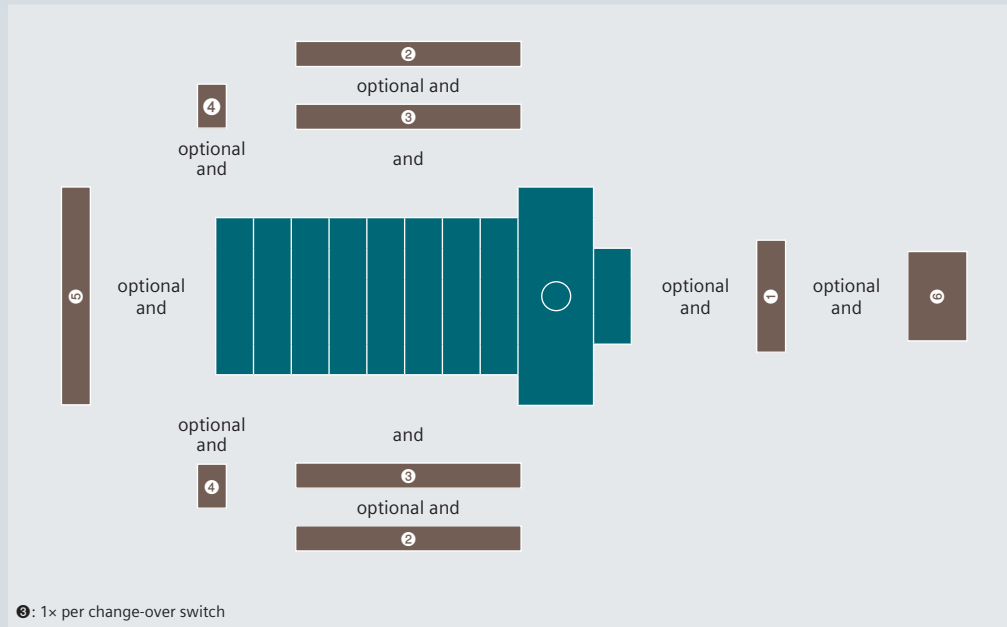 ❷
optional and
❹
❸
optional
and
and
❺
optional
and
optional
and
❶
optional
and
❻
optional
and
and
❹
❸
optional and
❷
❸: 1× per change-over switch